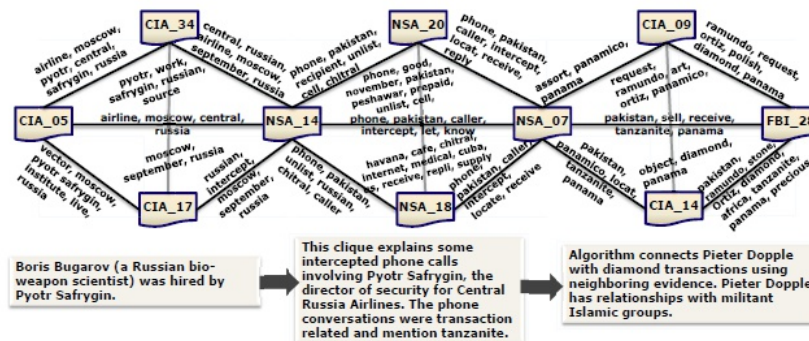 CIA_34
NSA_20
CIA_09
airline, moscow,
pyotr, central,
safrygin, russia
central, russian,
airline, moscow,
september, russia
phone, pakistan,
recipient, unlist,
cell, chitral
phone, pakistan,
caller, intercept,
locat, receive,
reply
assort, panamico,
panama
ramundo, request,
ortiz, polish,
diamond, panama
pyotr, work,
safrygin, russian,
source
phone, good,
november, pakistan,
peshawar, prepaid,
unlist, cell,
request,
ramundo, art,
ortiz, panamico,
CIA_05
airline, moscow, central,
russia
NSA_14
phone, pakistan, caller,
intercept, let, know
NSA_07
pakistan, sell, receive,
tanzanite, panama
FBI_28
vector, moscow,
pyotr safrygin,
institute, live,
russia
moscow,
september, russia
russian,
intercept,
moscow,
september,
russia
phone, pakistan,
unlist, russian,
chitral, caller
havana, cafe, chitral,
internet, medical, cuba,
es, receive, repli, supply
phone,
pakistan, caller,
intercept,
locate, receive
pakistan,
panamico, locat,
tanzanite,
panama
object, diamond,
panama
pakistan,
ramundo, stone,
Ortiz, diamond,
africa, tanzanite,
panama, precious
CIA_17
NSA_18
CIA_14
Boris Bugarov (a Russian bio-
weapon scientist) was hired by
Pyotr Safrygin.
This clique explains some
intercepted phone calls
involving Pyotr Safrygin, the
director of security for Central
Russia Airlines. The phone
conversations were transaction
related and mention tanzanite.
Algorithm connects Pieter Dopple
with diamond transactions using
neighboring evidence. Pieter Dopple
has relationships with militant
Islamic groups.